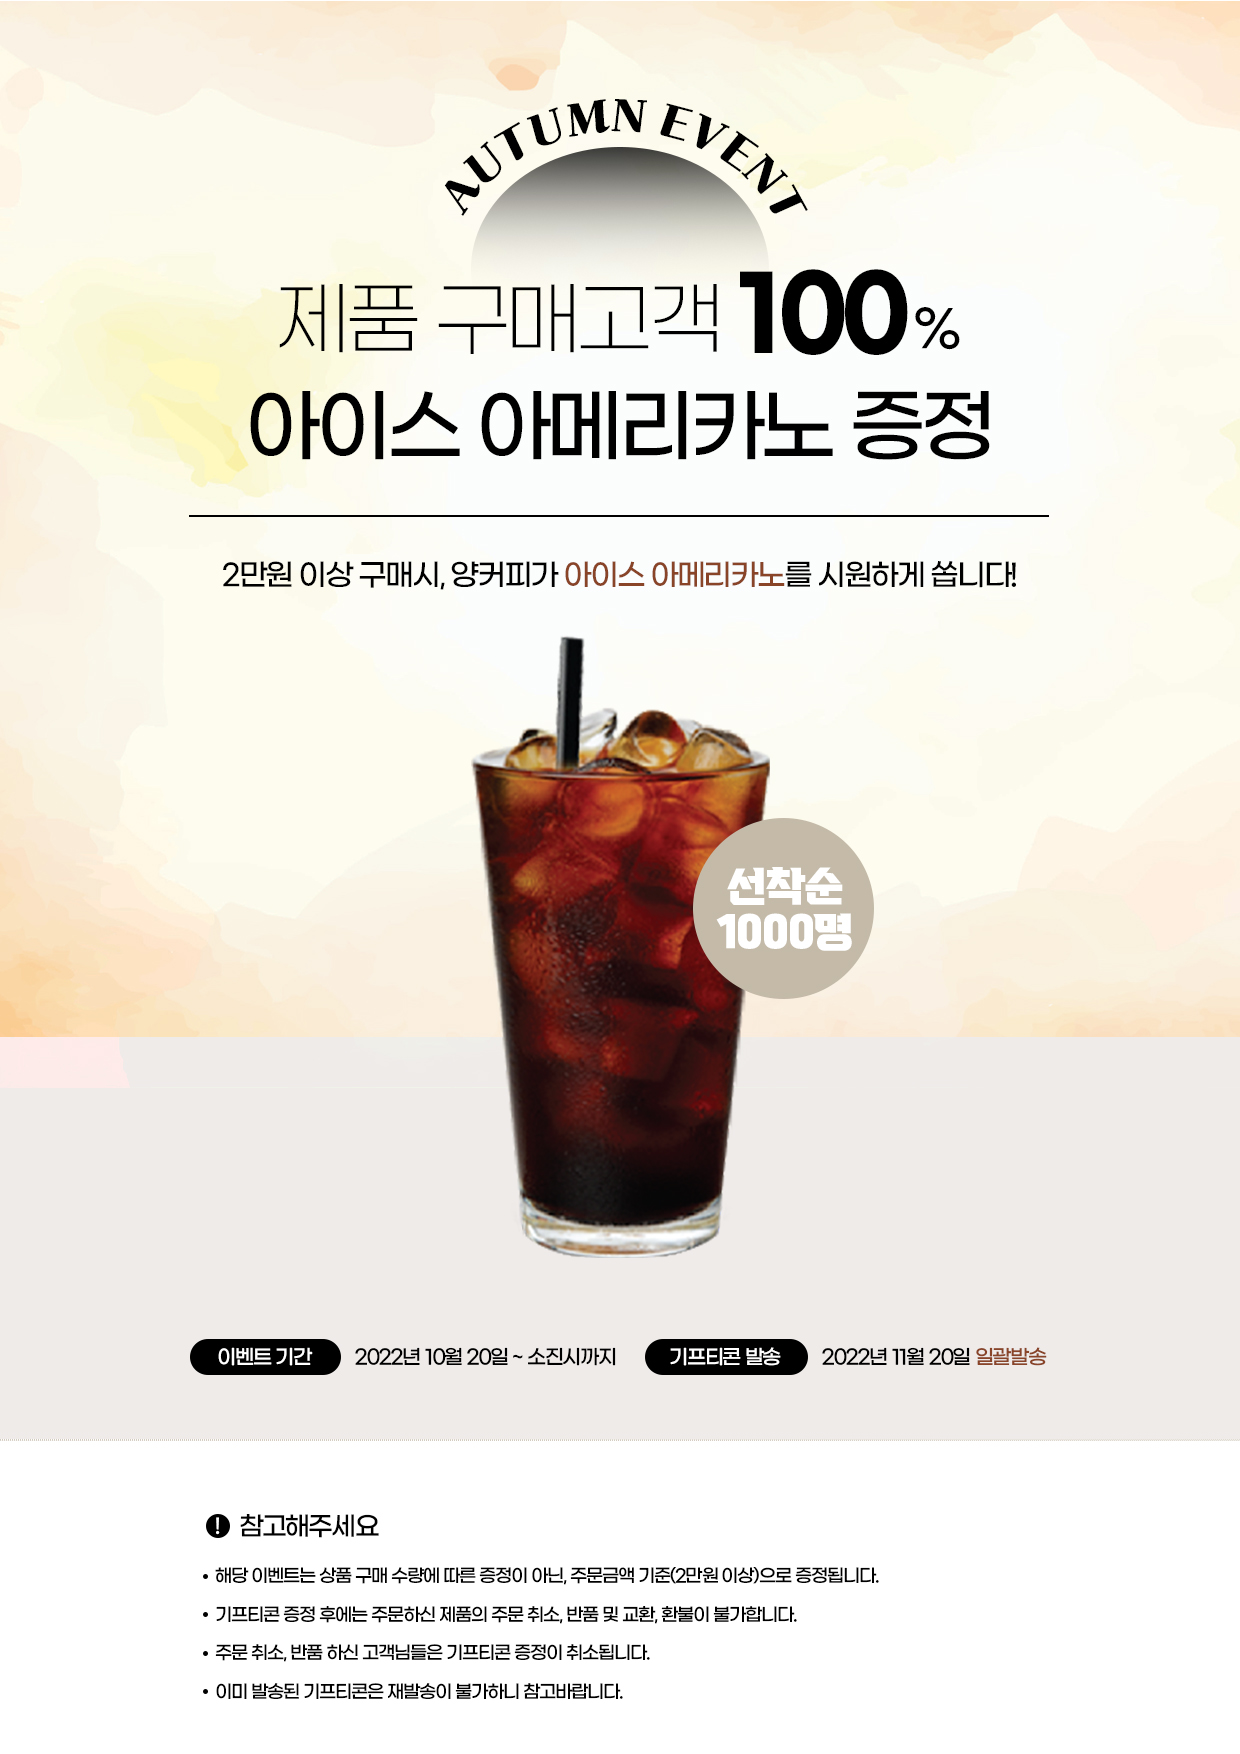 AUTUMN EVENT
제품 구매고객 100%
아이스 아메리카노 증정
2만원 이상 구매시, 양커피가 아이스 아메리카노를 시원하게 쏩니다!
선착순
1000명
이벤트 기간 2022년 10월 20일 ~ 소진시까지 기프티콘 발송 2022년 11월 20일 일괄발송
! 참고해주세요
• 해당 이벤트는 상품 구매 수량에 따른 증정이 아닌, 주문금액 기준(2만원 이상)으로 증정됩니다.
• 기프티콘 증정 후에는 주문하신 제품의 주문 취소, 반품 및 교환, 환불이 불가합니다.
• 주문 취소, 반품 하신 고객님들은 기프티콘 증정이 취소됩니다.
• 이미 발송된 기프티콘은 재발송이 불가하니 참고바랍니다.